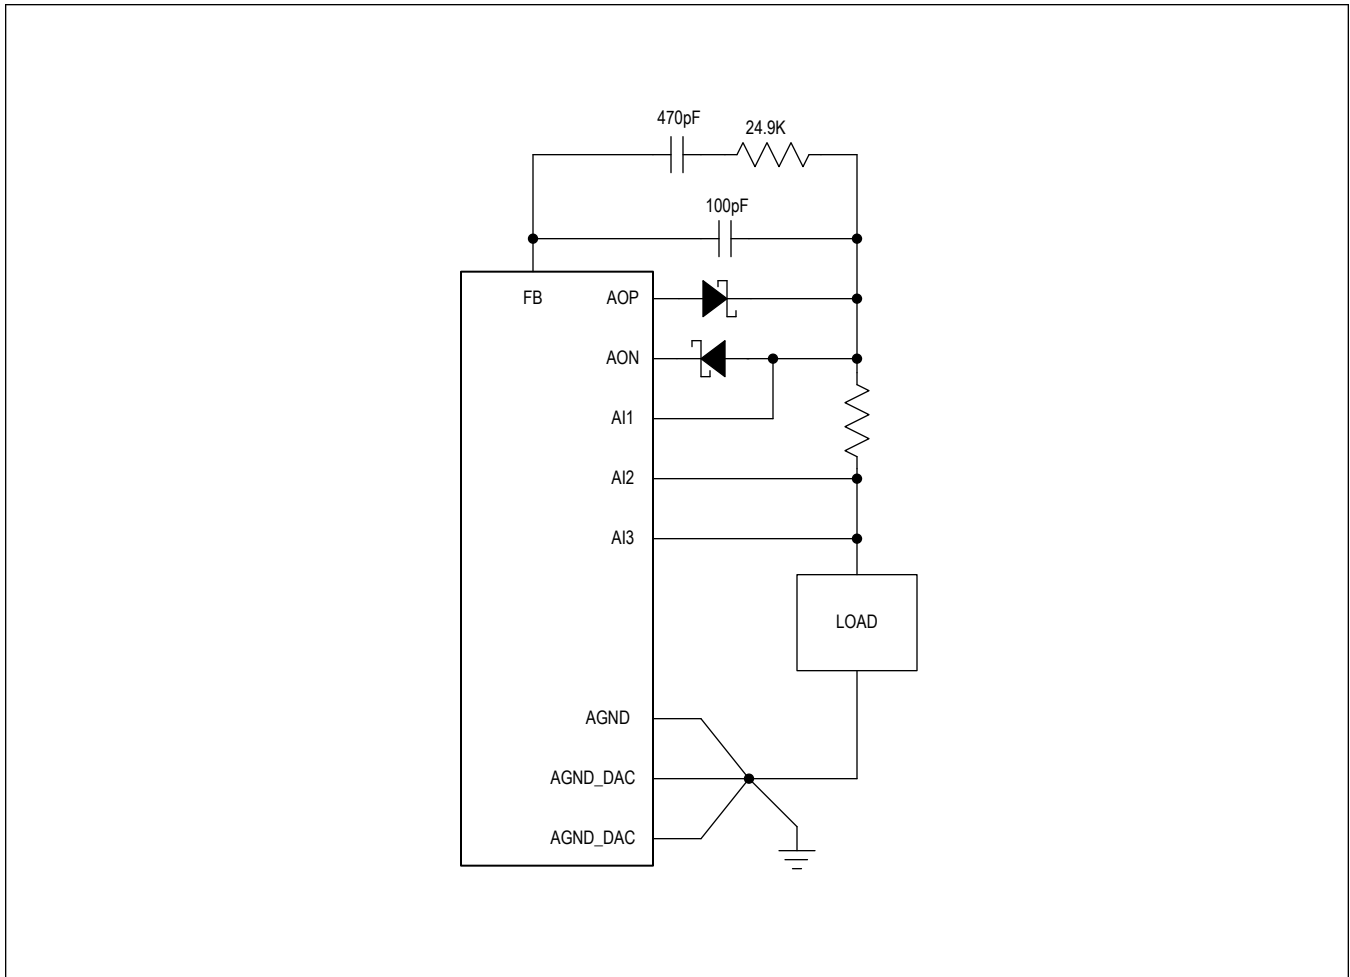 470pF
24.9K
100pF
FB
AOP
AON
AI1
AI2
AI3
LOAD
AGND
AGND_DAC
AGND_DAC